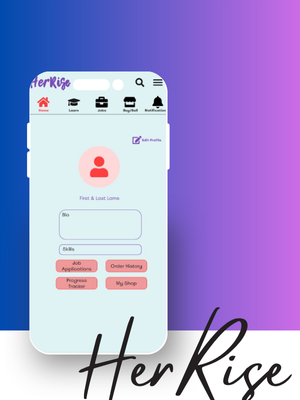 HerRise
Home Learn Jobs Buy/Sell Notification
Edit Profile
First & Last Lame
Bio
Skills
Job Applications Order History
Progress Tracker My Shop
HerRise